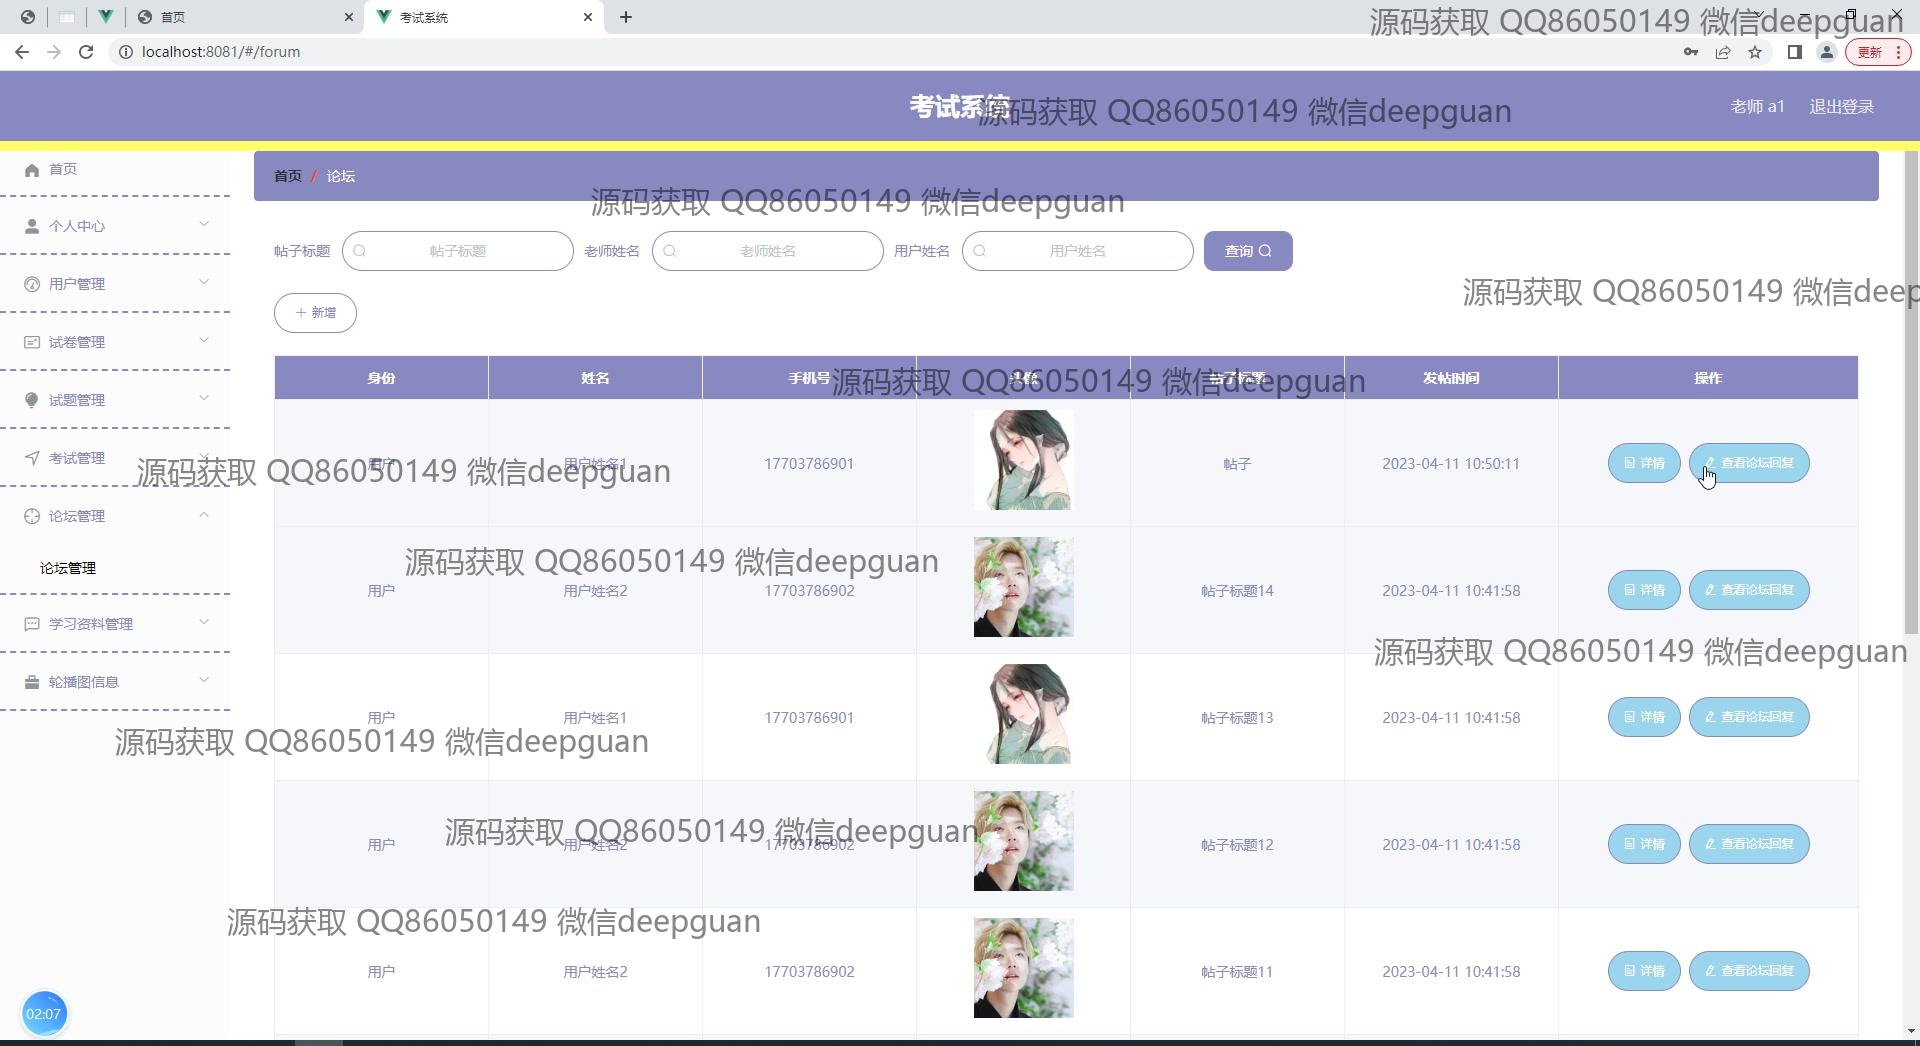 首页
考试系统
源码获取 QQ86050149 微信deepguan
localhost:8081/#/forum
更新
考试系统
源码获取 QQ86050149 微信deepguan
老师 a1
退出登录
首页
首页 / 论坛
源码获取 QQ86050149 微信deepguan
个人中心
帖子标题 帖子标题 老师姓名 老师姓名 用户姓名 用户姓名 查询
用户管理
源码获取 QQ86050149 微信deep
+ 新增
试卷管理
身份 姓名 手机号 头像 帖子标题 发帖时间 操作
源码获取 QQ86050149 微信deepguan
试题管理
考试管理
用户 用户姓名1 17703786901 帖子 2023-04-11 10:50:11 详情 查看论坛回复
源码获取 QQ86050149 微信deepguan
论坛管理
论坛管理
源码获取 QQ86050149 微信deepguan
用户 用户姓名2 17703786902 帖子标题14 2023-04-11 10:41:58 详情 查看论坛回复
学习资料管理
源码获取 QQ86050149 微信deepguan
轮播图信息
用户 用户姓名1 17703786901 帖子标题13 2023-04-11 10:41:58 详情 查看论坛回复
源码获取 QQ86050149 微信deepguan
源码获取 QQ86050149 微信deepguan
用户 用户姓名2 17703786902 帖子标题12 2023-04-11 10:41:58 详情 查看论坛回复
源码获取 QQ86050149 微信deepguan
用户 用户姓名2 17703786902 帖子标题11 2023-04-11 10:41:58 详情 查看论坛回复
02:07